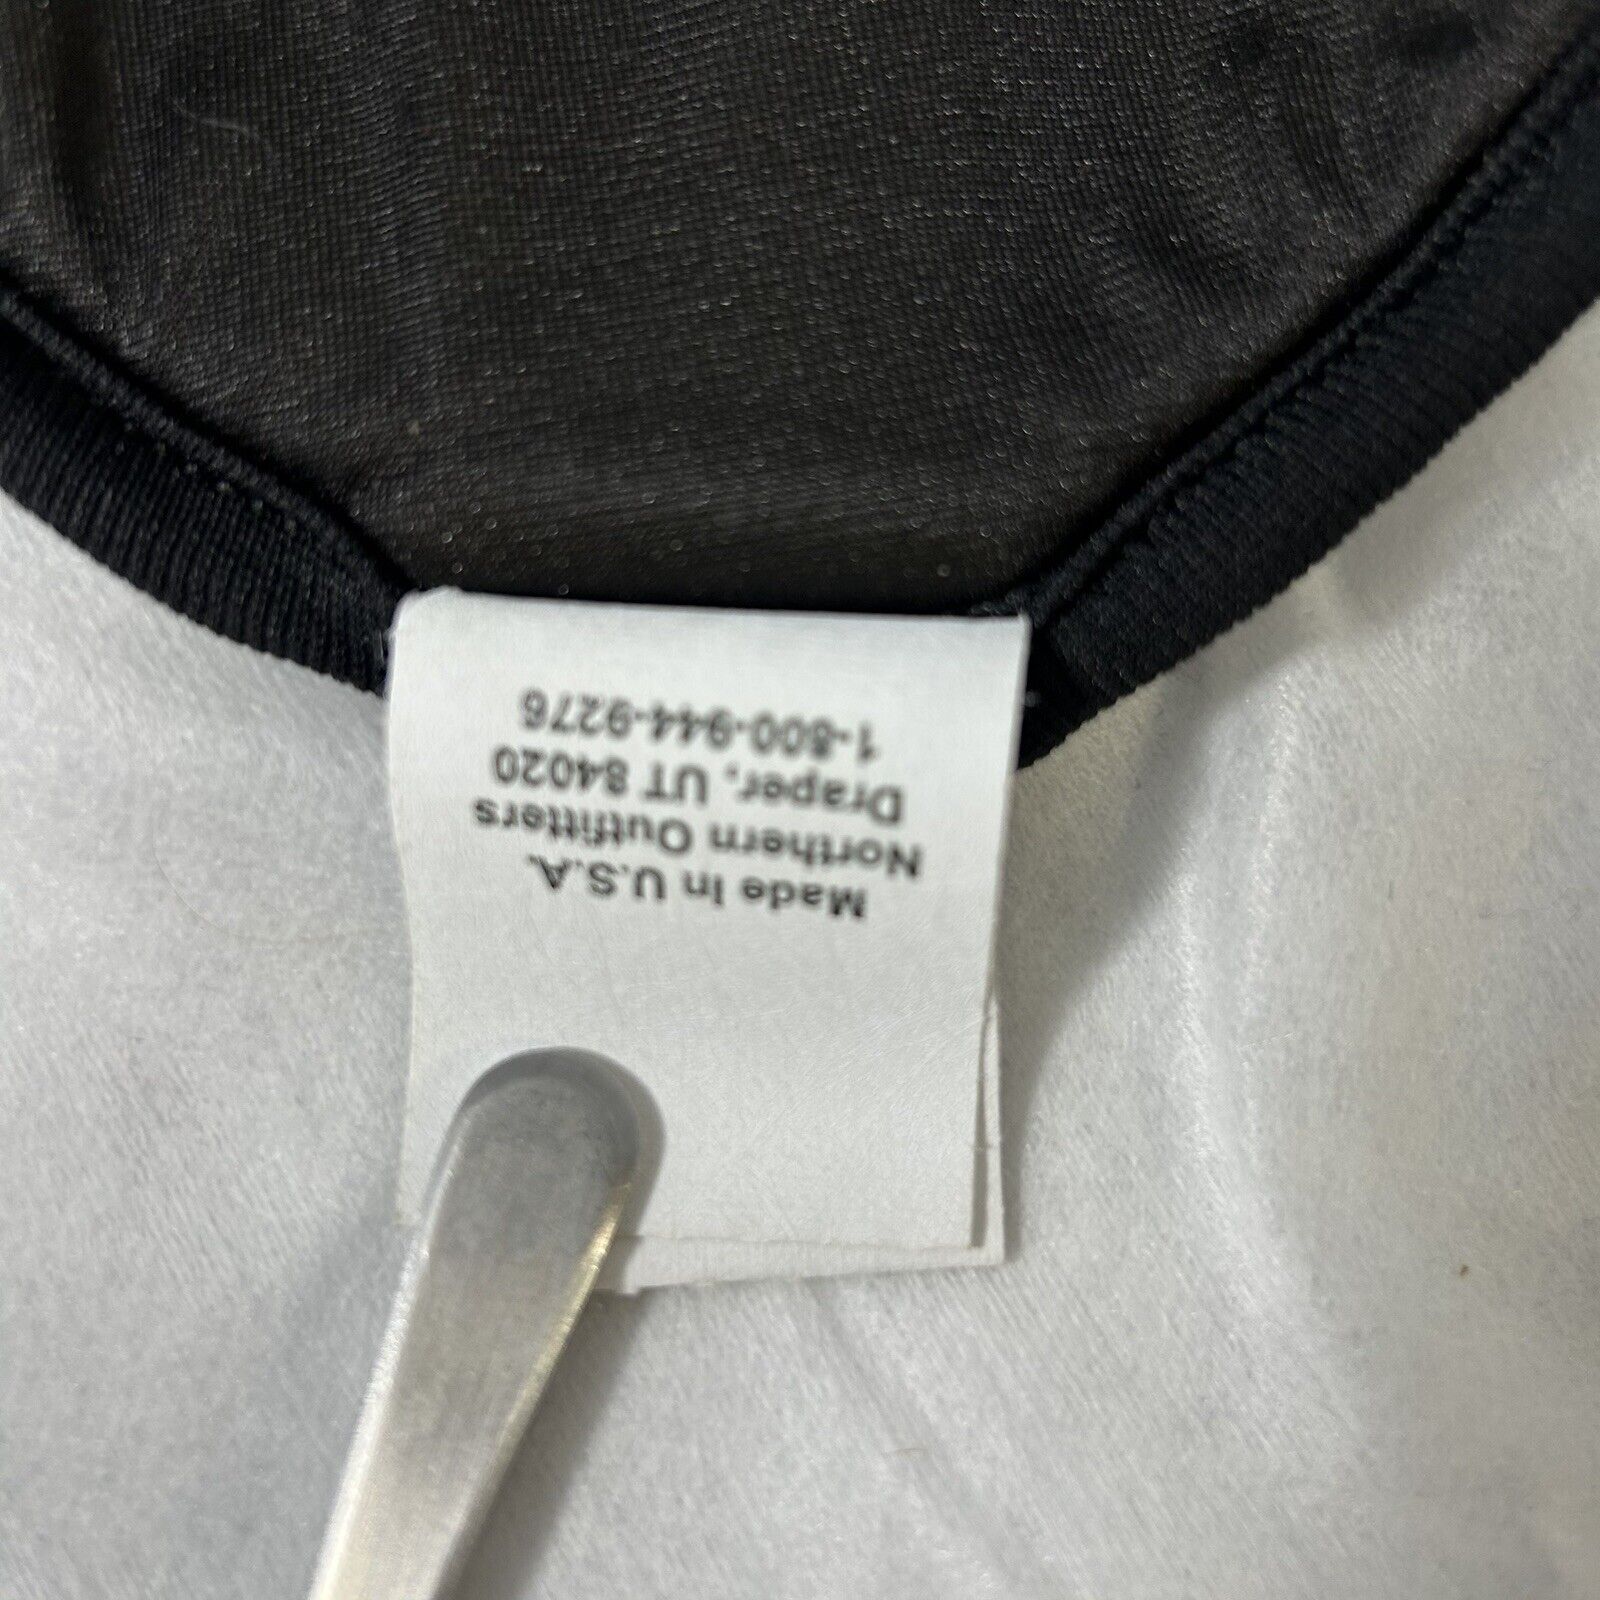 Made In U.S.A.
Northern Outfitters
Draper, UT 84020
1-800-944-9276